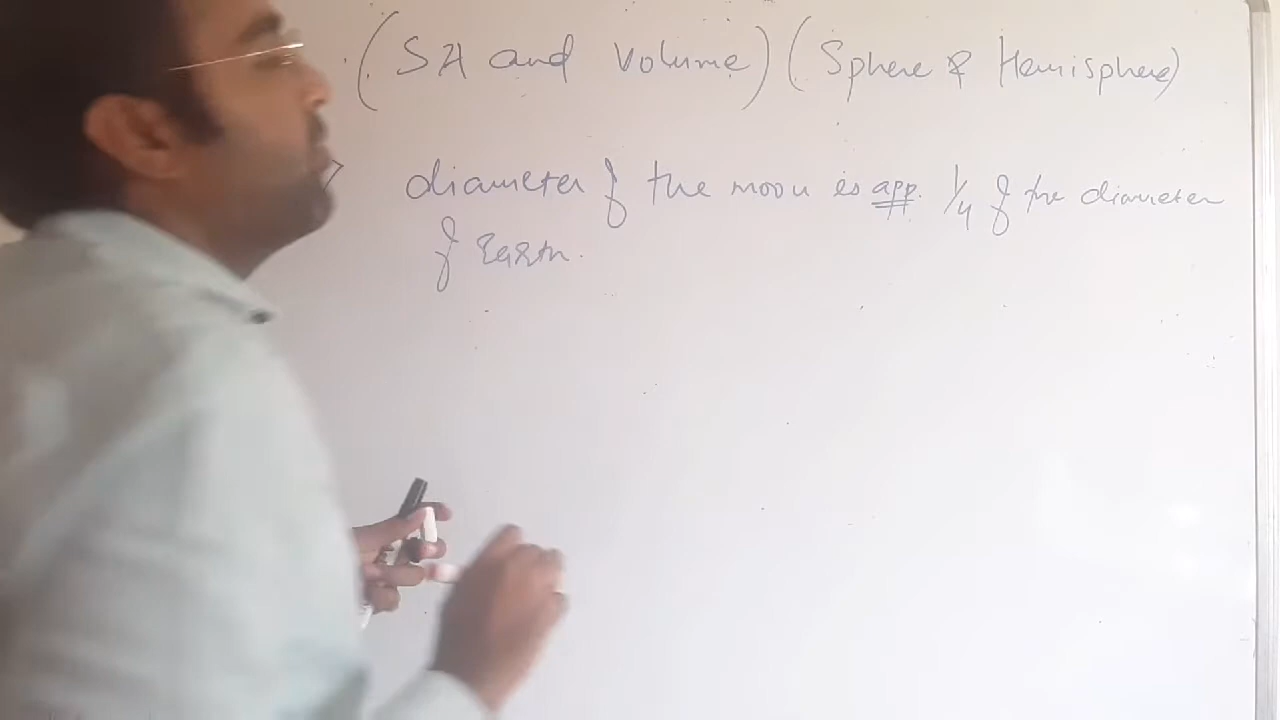 (SA and Volume) (Sphere & Hemisphere)
diameter of the moon is app. 1/4 of the diameter
of Earth.